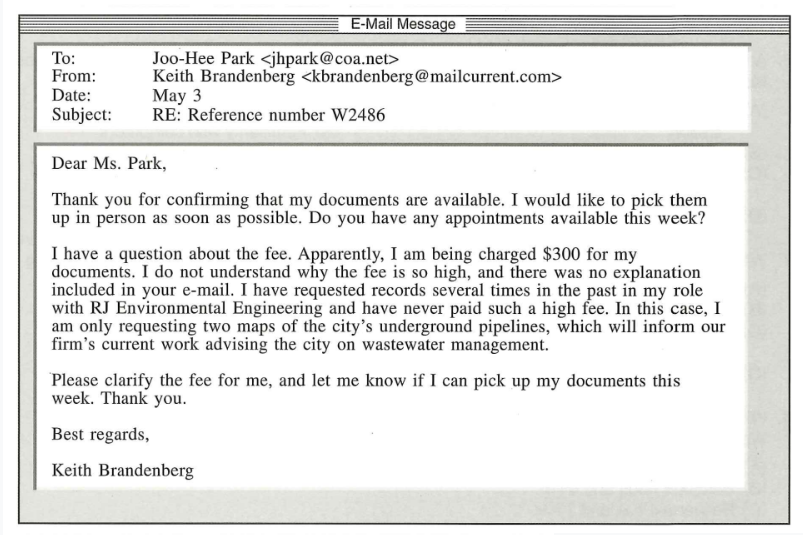 E-Mail Message
To: Joo-Hee Park <jhpark@coa.net>
From: Keith Brandenberg <kbrandenberg@mailcurrent.com>
Date: May 3
Subject: RE: Reference number W2486
Dear Ms. Park,
Thank you for confirming that my documents are available. I would like to pick them
up in person as soon as possible. Do you have any appointments available this week?
I have a question about the fee. Apparently, I am being charged $300 for my
documents. I do not understand why the fee is so high, and there was no explanation
included in your e-mail. I have requested records several times in the past in my role
with RJ Environmental Engineering and have never paid such a high fee. In this case, I
am only requesting two maps of the city's underground pipelines, which will inform our
firm's current work advising the city on wastewater management.
Please clarify the fee for me, and let me know if I can pick up my documents this
week. Thank you.
Best regards,
Keith Brandenberg